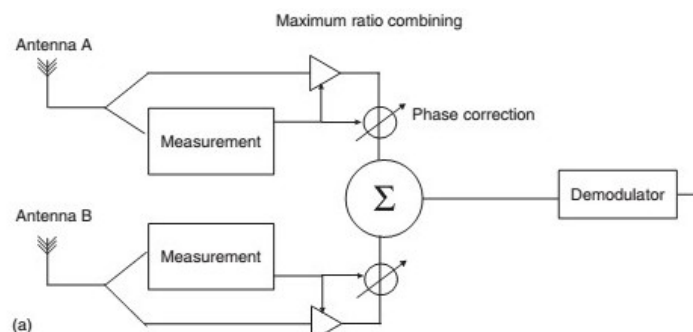 Maximum ratio combining
Antenna A
Measurement
Phase correction
Σ
Demodulator
Antenna B
Measurement
(a)